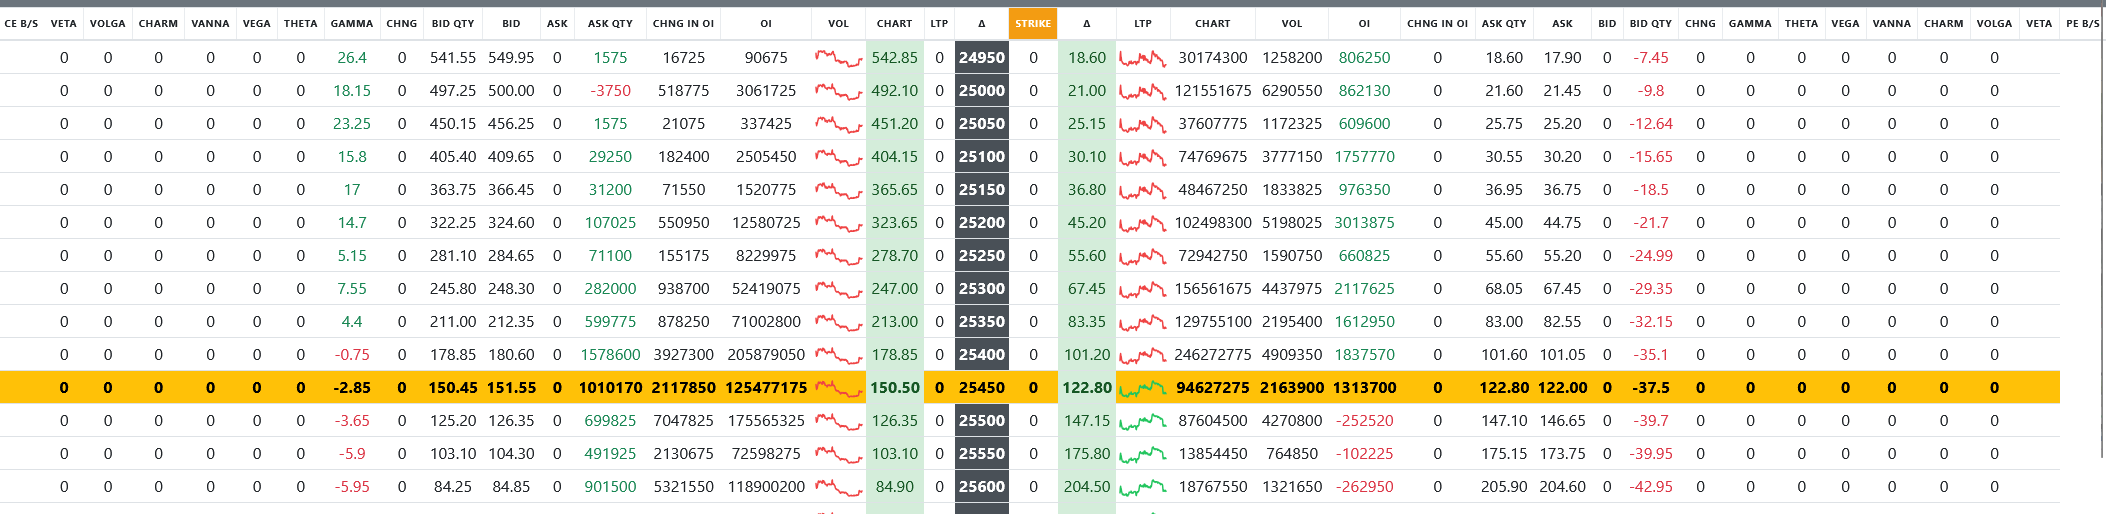 CE B/S VETA VOLGA CHARM VANNA VEGA THETA GAMMA CHNG BID QTY BID ASK ASK QTY CHNG IN OI OI VOL CHART LTP Δ STRIKE Δ LTP CHART VOL OI CHNG IN OI ASK QTY ASK BID BID QTY CHNG GAMMA THETA VEGA VANNA CHARM VOLGA VETA PE B/S
0 0 0 0 0 0 26.4 0 541.55 549.95 0 1575 16725 90675 542.85 0 24950 0 18.60 30174300 1258200 806250 0 18.60 17.90 0 -7.45 0 0 0 0 0 0 0
0 0 0 0 0 0 18.15 0 497.25 500.00 0 -3750 518775 3061725 492.10 0 25000 0 21.00 121551675 6290550 862130 0 21.60 21.45 0 -9.8 0 0 0 0 0 0 0
0 0 0 0 0 0 23.25 0 450.15 456.25 0 1575 21075 337425 451.20 0 25050 0 25.15 37607775 1172325 609600 0 25.75 25.20 0 -12.64 0 0 0 0 0 0 0
0 0 0 0 0 0 15.8 0 405.40 409.65 0 29250 182400 2505450 404.15 0 25100 0 30.10 74769675 3777150 1757770 0 30.55 30.20 0 -15.65 0 0 0 0 0 0 0
0 0 0 0 0 0 17 0 363.75 366.45 0 31200 71550 1520775 365.65 0 25150 0 36.80 48467250 1833825 976350 0 36.95 36.75 0 -18.5 0 0 0 0 0 0 0
0 0 0 0 0 0 14.7 0 322.25 324.60 0 107025 550950 12580725 323.65 0 25200 0 45.20 102498300 5198025 3013875 0 45.00 44.75 0 -21.7 0 0 0 0 0 0 0
0 0 0 0 0 0 5.15 0 281.10 284.65 0 71100 155175 8229975 278.70 0 25250 0 55.60 72942750 1590750 660825 0 55.60 55.20 0 -24.99 0 0 0 0 0 0 0
0 0 0 0 0 0 7.55 0 245.80 248.30 0 282000 938700 52419075 247.00 0 25300 0 67.45 156561675 4437975 2117625 0 68.05 67.45 0 -29.35 0 0 0 0 0 0 0
0 0 0 0 0 0 4.4 0 211.00 212.35 0 599775 878250 71002800 213.00 0 25350 0 83.35 129755100 2195400 1612950 0 83.00 82.55 0 -32.15 0 0 0 0 0 0 0
0 0 0 0 0 0 -0.75 0 178.85 180.60 0 1578600 3927300 205879050 178.85 0 25400 0 101.20 246272775 4909350 1837570 0 101.60 101.05 0 -35.1 0 0 0 0 0 0 0
0 0 0 0 0 0 -2.85 0 150.45 151.55 0 1010170 2117850 125477175 150.50 0 25450 0 122.80 94627275 2163900 1313700 0 122.80 122.00 0 -37.5 0 0 0 0 0 0 0
0 0 0 0 0 0 -3.65 0 125.20 126.35 0 699825 7047825 175565325 126.35 0 25500 0 147.15 87604500 4270800 -252520 0 147.10 146.65 0 -39.7 0 0 0 0 0 0 0
0 0 0 0 0 0 -5.9 0 103.10 104.30 0 491925 2130675 72598275 103.10 0 25550 0 175.80 13854450 764850 -102225 0 175.15 173.75 0 -39.95 0 0 0 0 0 0 0
0 0 0 0 0 0 -5.95 0 84.25 84.85 0 901500 5321550 118900200 84.90 0 25600 0 204.50 18767550 1321650 -262950 0 205.90 204.60 0 -42.95 0 0 0 0 0 0 0